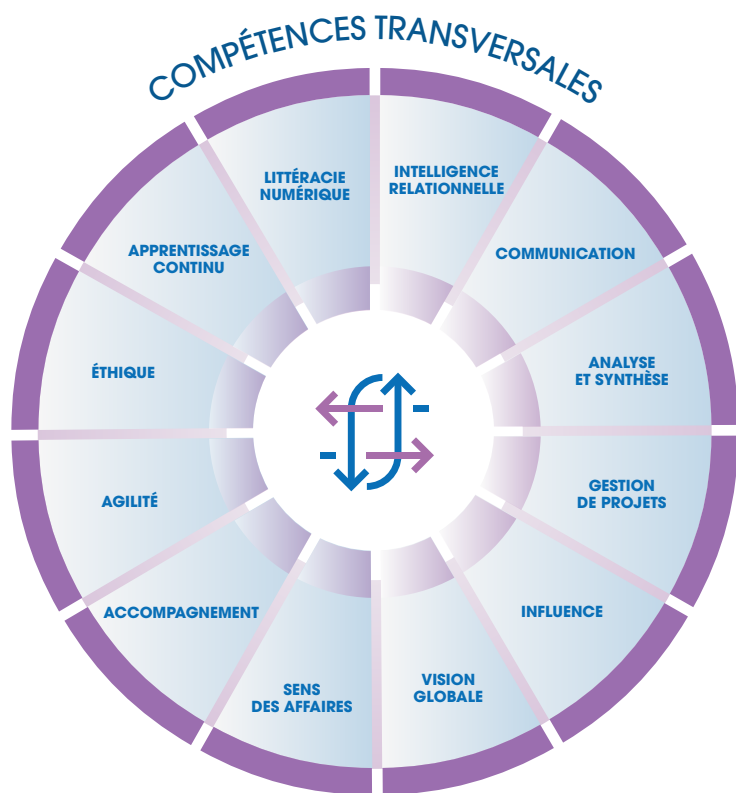 COMPÉTENCES TRANSVERSALES
INTELLIGENCE
RELATIONNELLE
COMMUNICATION
ANALYSE
ET SYNTHÈSE
GESTION
DE PROJETS
INFLUENCE
VISION
GLOBALE
SENS
DES AFFAIRES
ACCOMPAGNEMENT
AGILITÉ
ÉTHIQUE
APPRENTISSAGE
CONTINU
LITTÉRACIE
NUMÉRIQUE